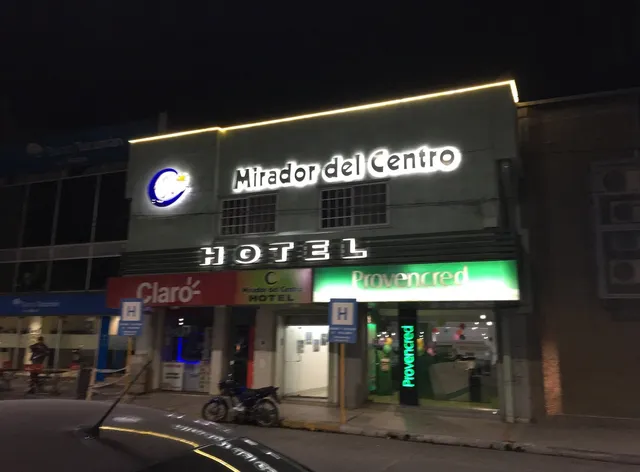 Mirador del Centro
HOTEL
Claro
Mirador del Centro
HOTEL
Provencred
H
H
Provencred